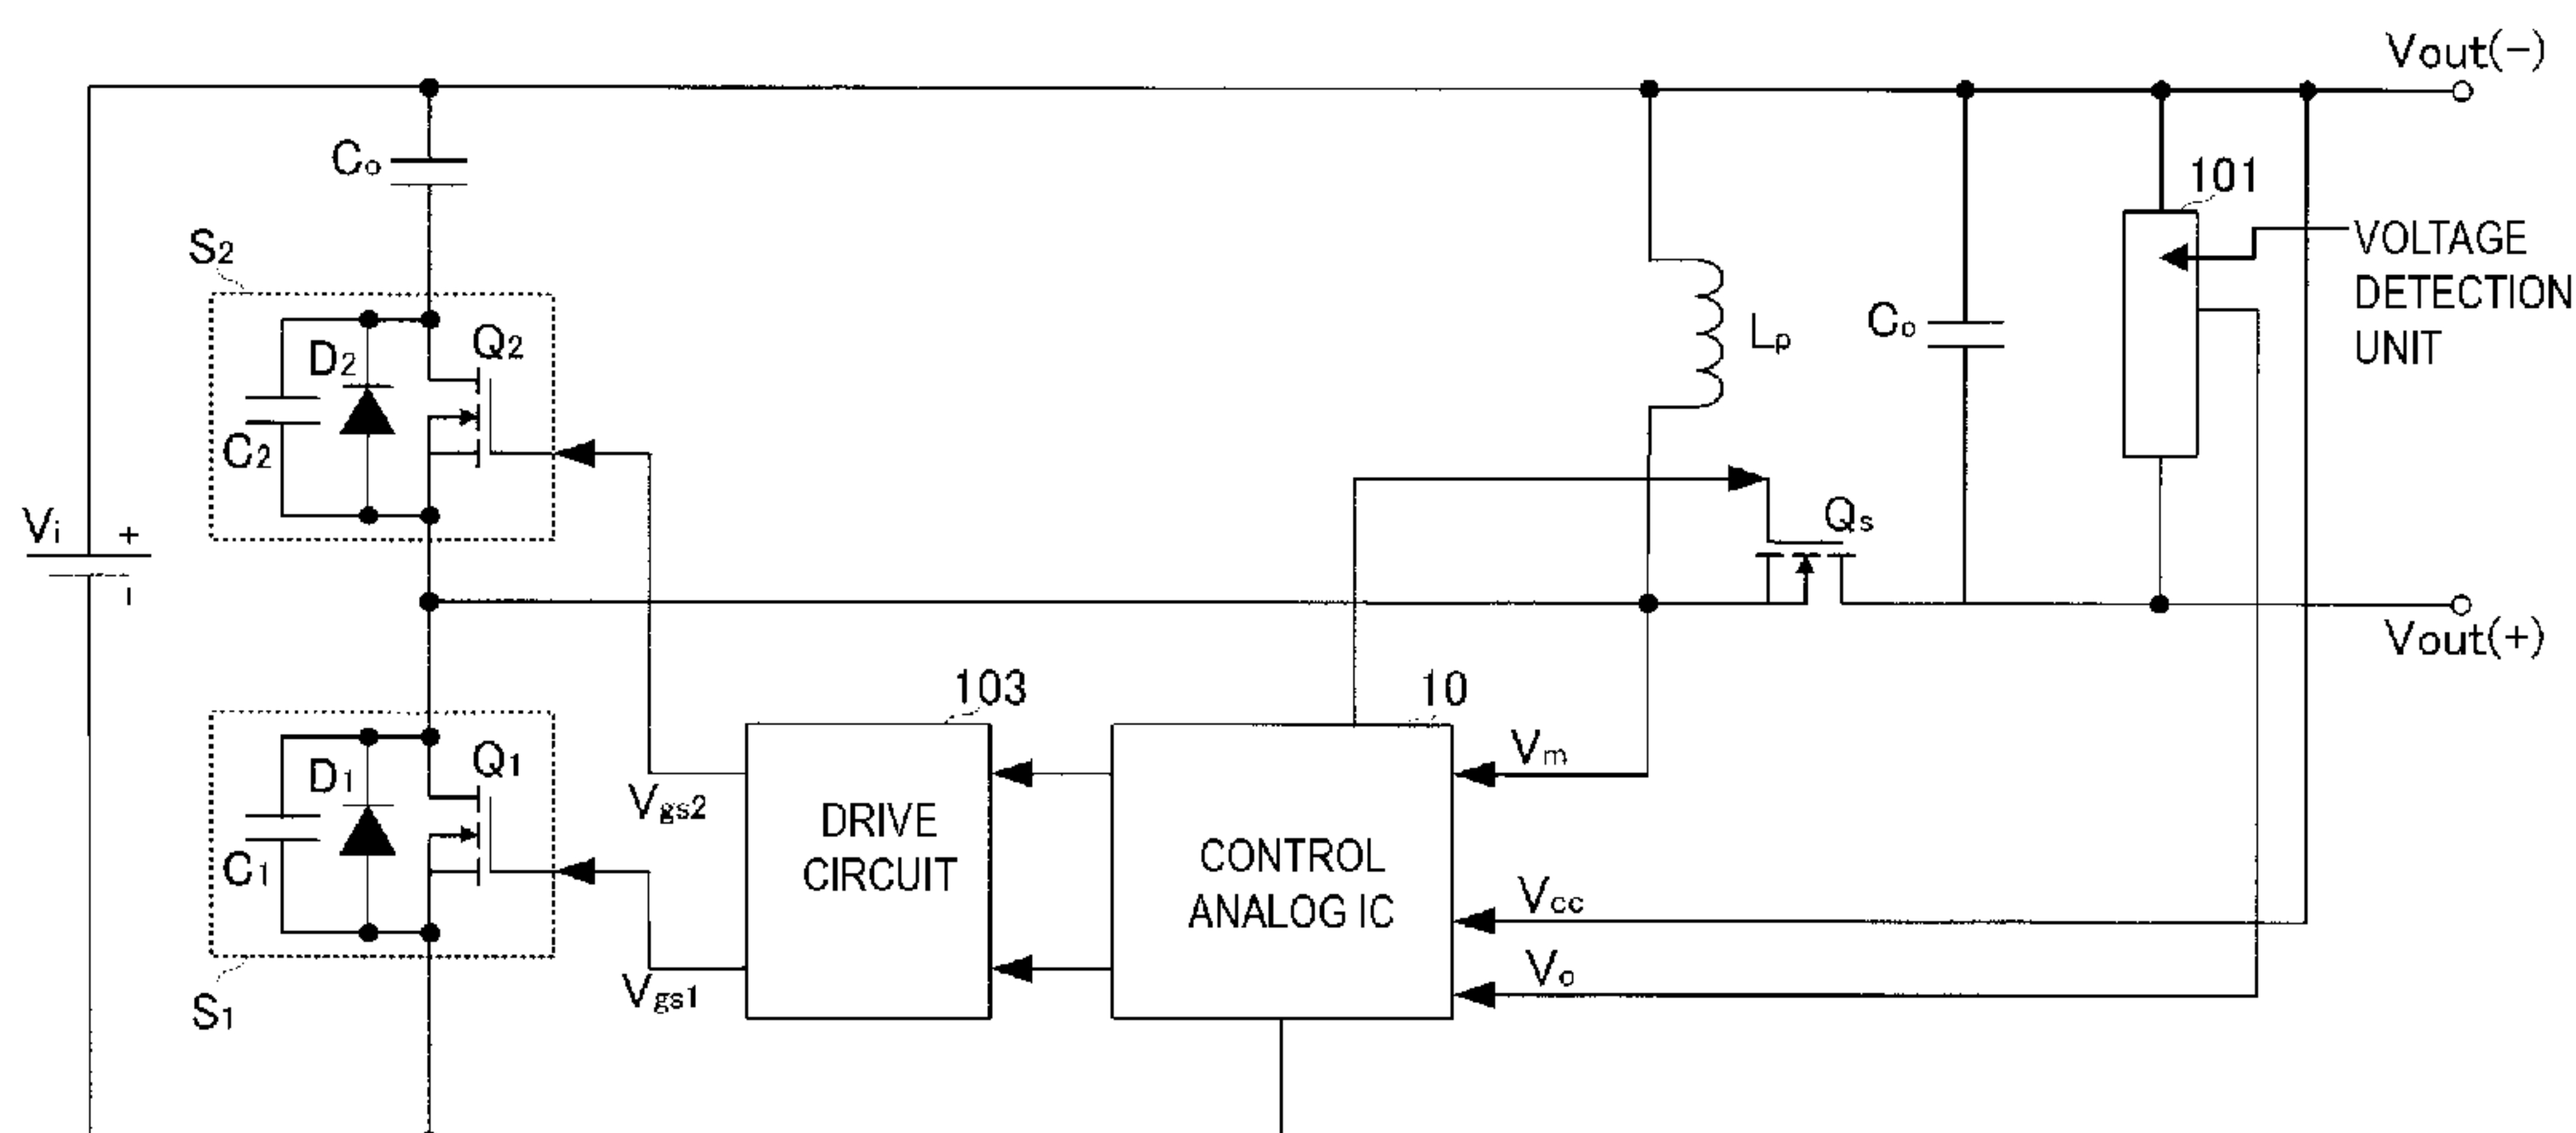 Vout(-)
Co
101
S2
VOLTAGE
DETECTION
UNIT
D2
Q2
Lp
Co
C2
Vi
+
Qs
Vout(+)
103
10
D1
Q1
Vm
Vgs2
DRIVE
CIRCUIT
CONTROL
ANALOG IC
C1
Vcc
Vo
Vgs1
S1